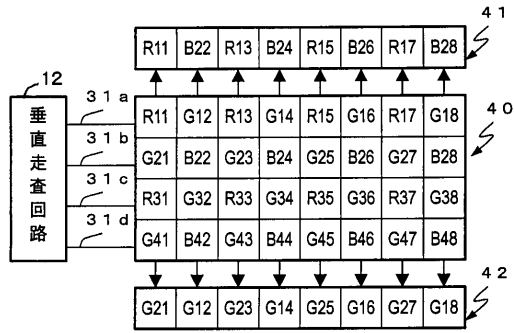 41
R11 B22 R13 B24 R15 B26 R17 B28
12
垂直走査回路
31a
31b
31c
31d
R11 G12 R13 G14 R15 G16 R17 G18
G21 B22 G23 B24 G25 B26 G27 B28
R31 G32 R33 G34 R35 G36 R37 G38
G41 B42 G43 B44 G45 B46 G47 B48
40
G21 G12 G23 G14 G25 G16 G27 G18
42